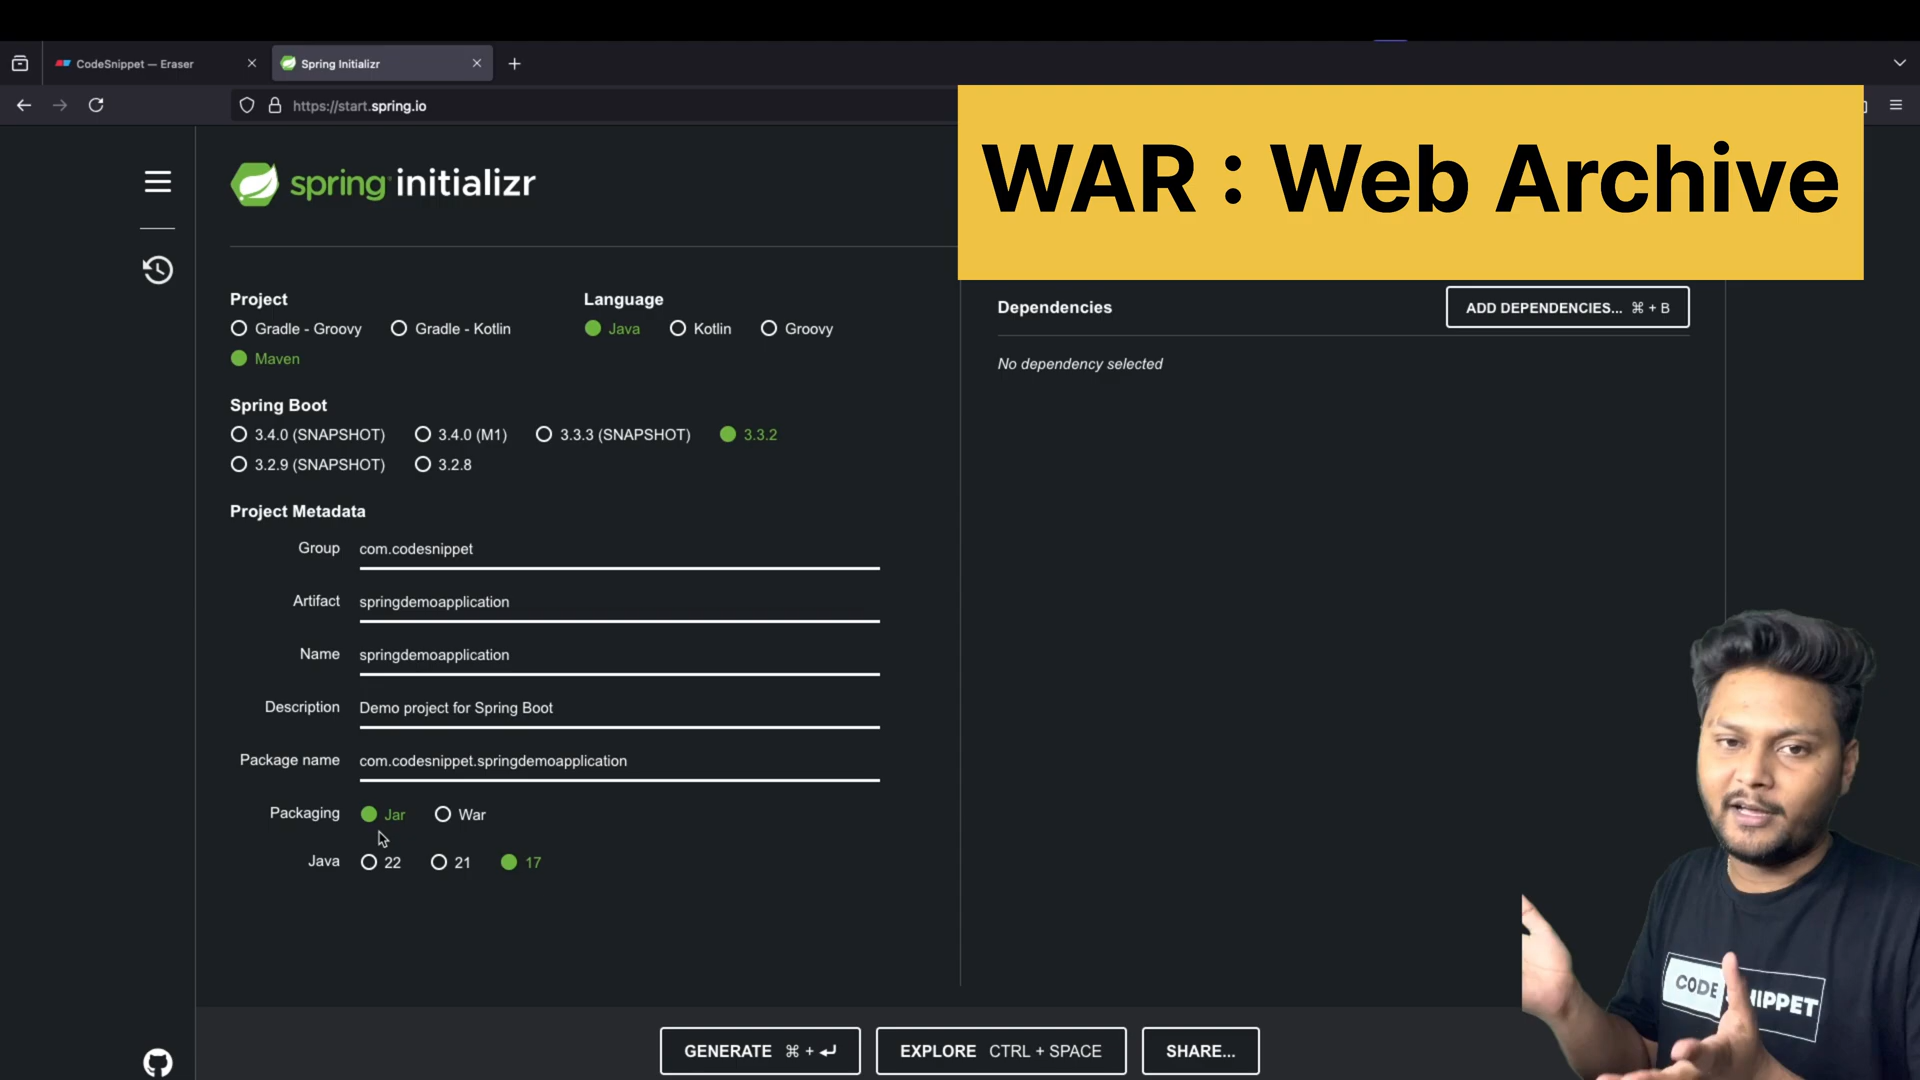 CodeSnippet — Eraser
Spring Initializr
https://start.spring.io
WAR : Web Archive
spring initializr
Project
Gradle - Groovy
Gradle - Kotlin
Maven
Language
Java
Kotlin
Groovy
Spring Boot
3.4.0 (SNAPSHOT)
3.4.0 (M1)
3.3.3 (SNAPSHOT)
3.3.2
3.2.9 (SNAPSHOT)
3.2.8
Project Metadata
Group com.codesnippet
Artifact springdemoapplication
Name springdemoapplication
Description Demo project for Spring Boot
Package name com.codesnippet.springdemoapplication
Packaging Jar War
Java 22 21 17
Dependencies
ADD DEPENDENCIES... ⌘ + B
No dependency selected
GENERATE ⌘ + ↵
EXPLORE CTRL + SPACE
SHARE...
CODE